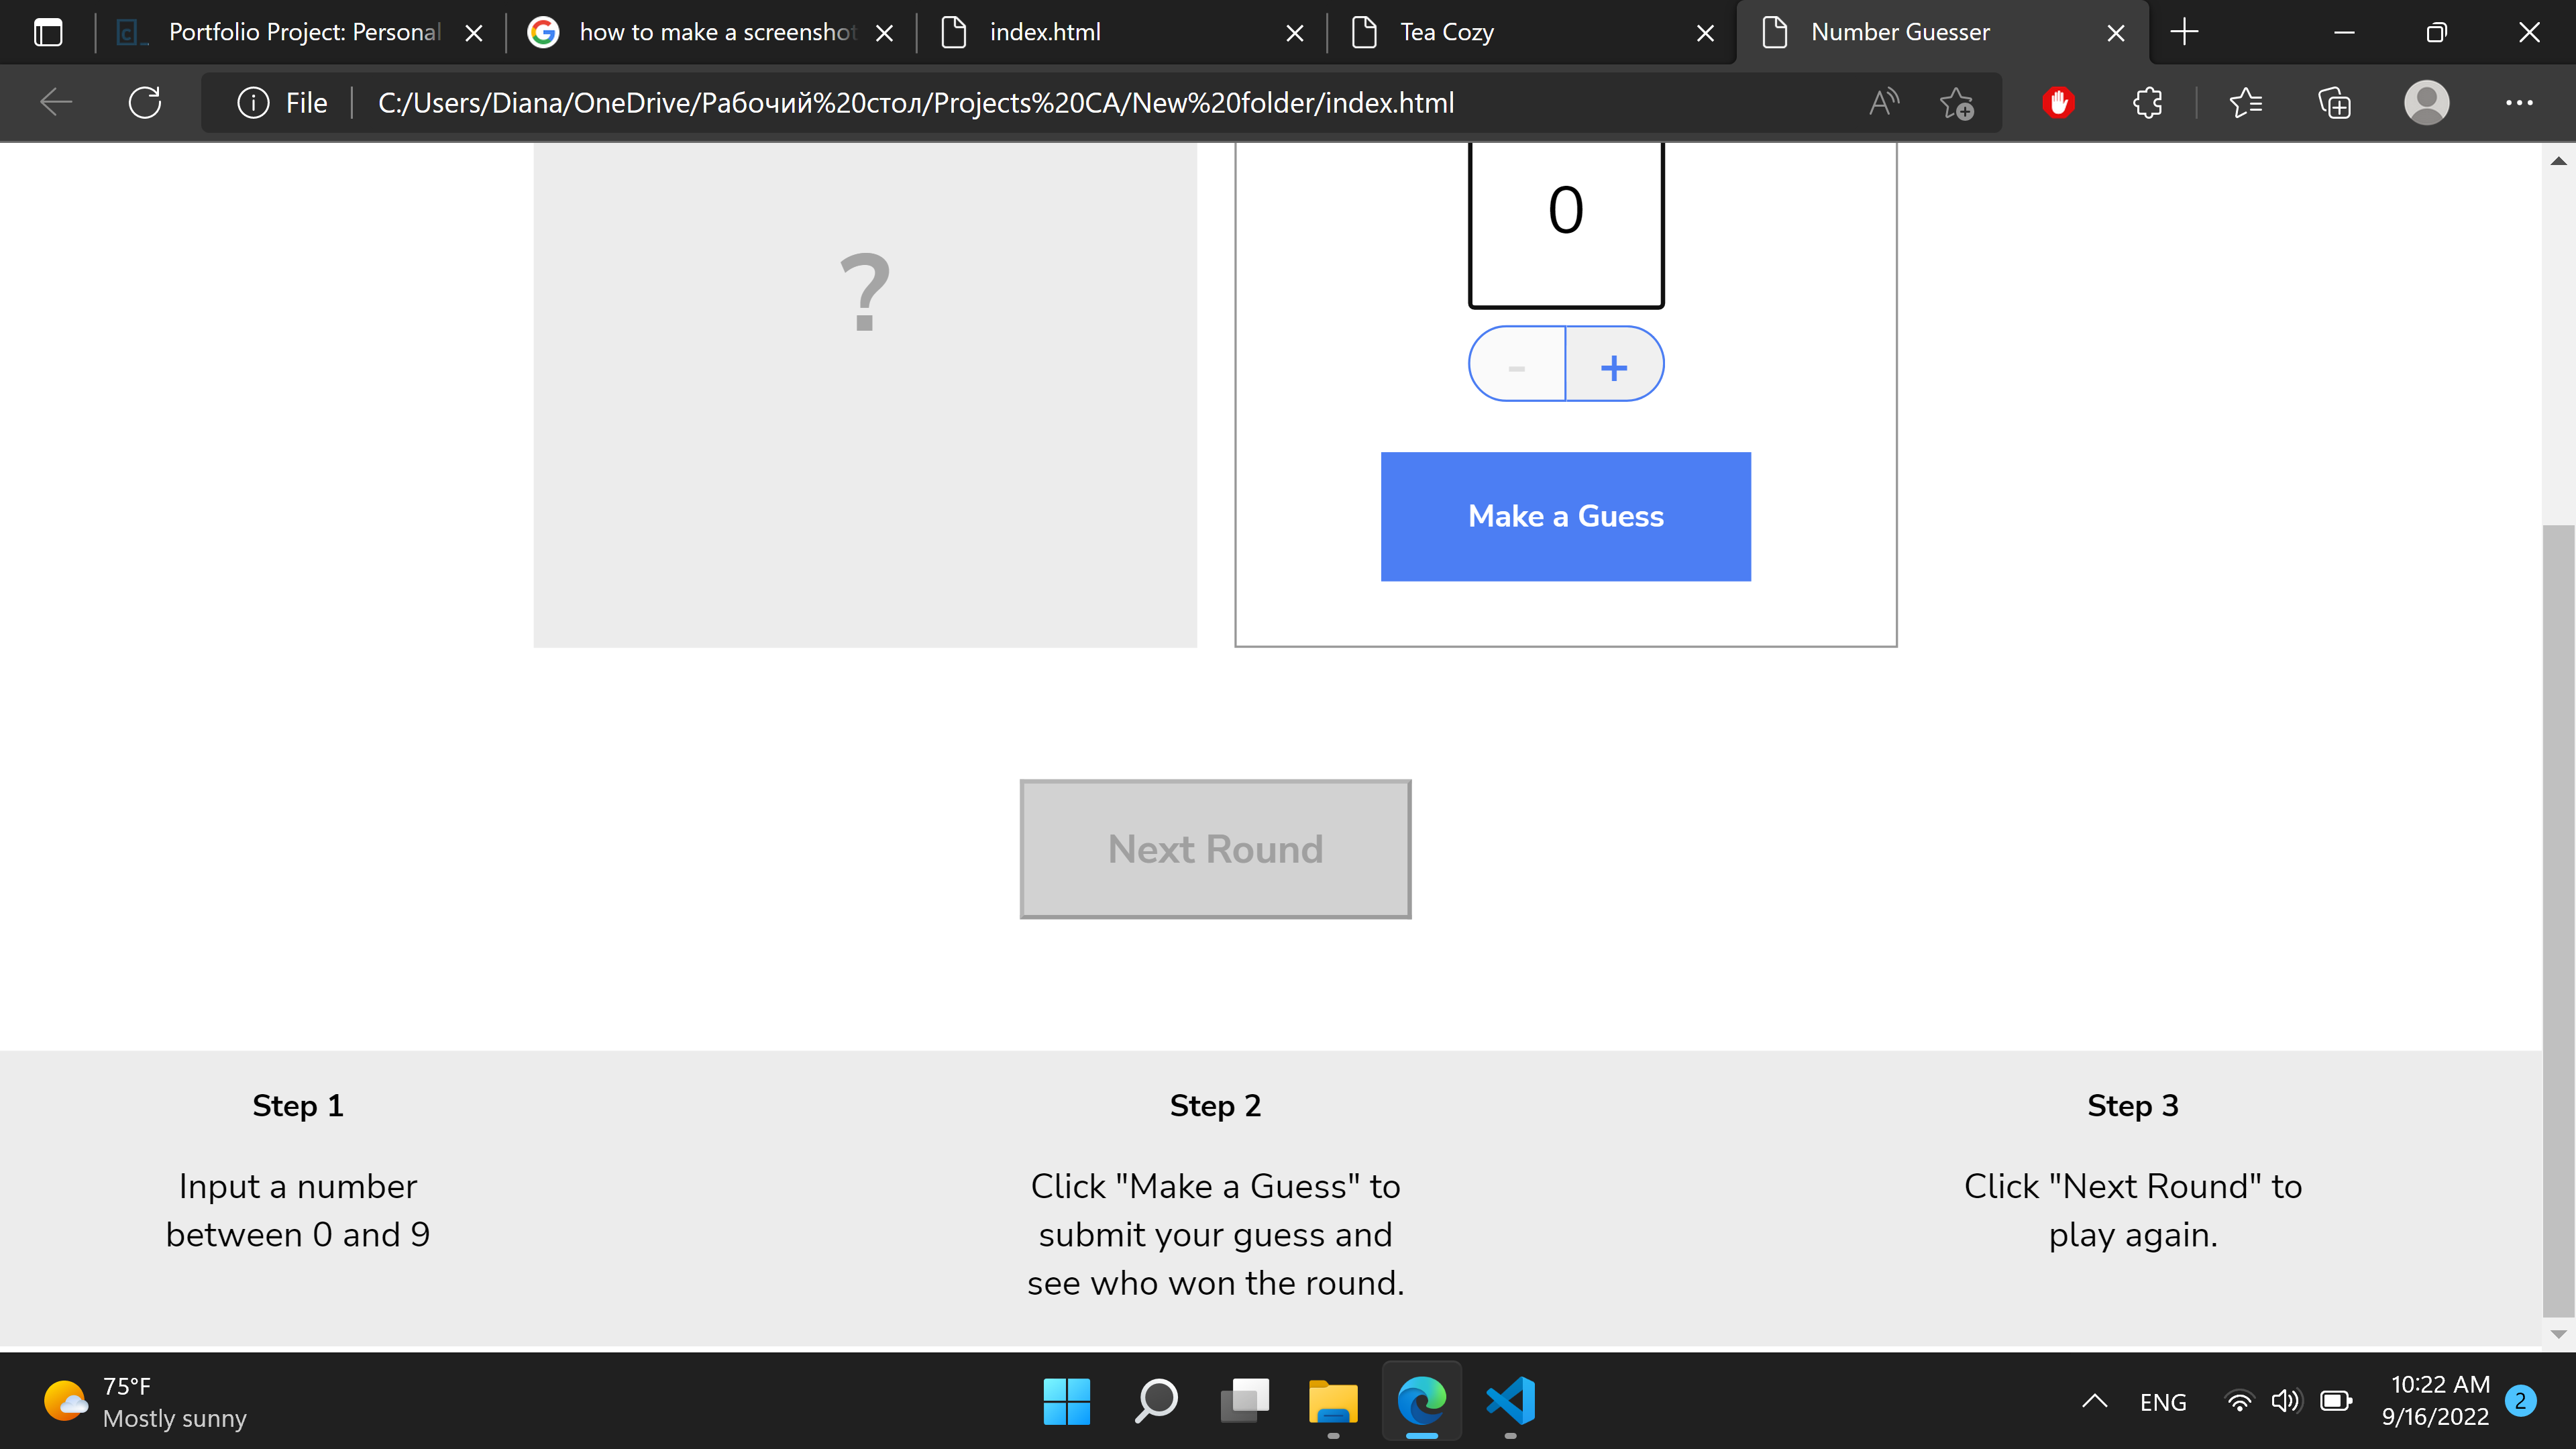 Portfolio Project: Personal
how to make a screenshot
index.html
Tea Cozy
Number Guesser
File
C:/Users/Diana/OneDrive/Рабочий%20стол/Projects%20CA/New%20folder/index.html
?
0
- +
Make a Guess
Next Round
Step 1
Input a number
between 0 and 9
Step 2
Click "Make a Guess" to
submit your guess and
see who won the round.
Step 3
Click "Next Round" to
play again.
75°F
Mostly sunny
ENG
10:22 AM
9/16/2022
2